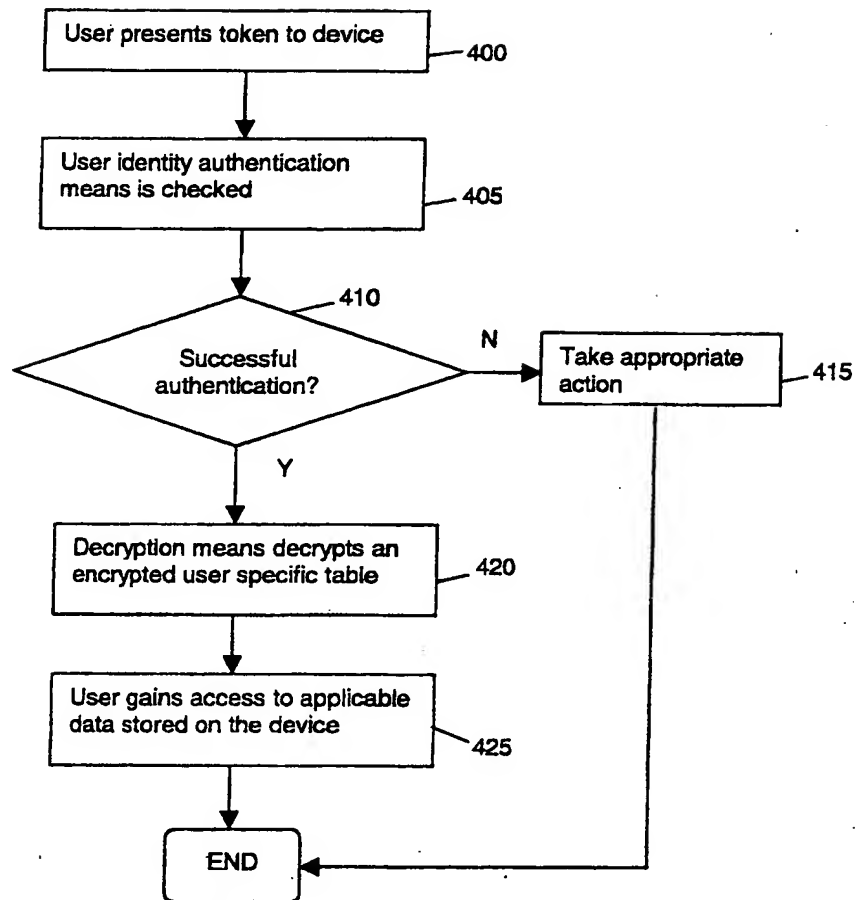 User presents token to device
400
User identity authentication
means is checked
405
410
Successful
authentication?
N
Take appropriate
action
415
Y
Decryption means decrypts an
encrypted user specific table
420
User gains access to applicable
data stored on the device
425
END